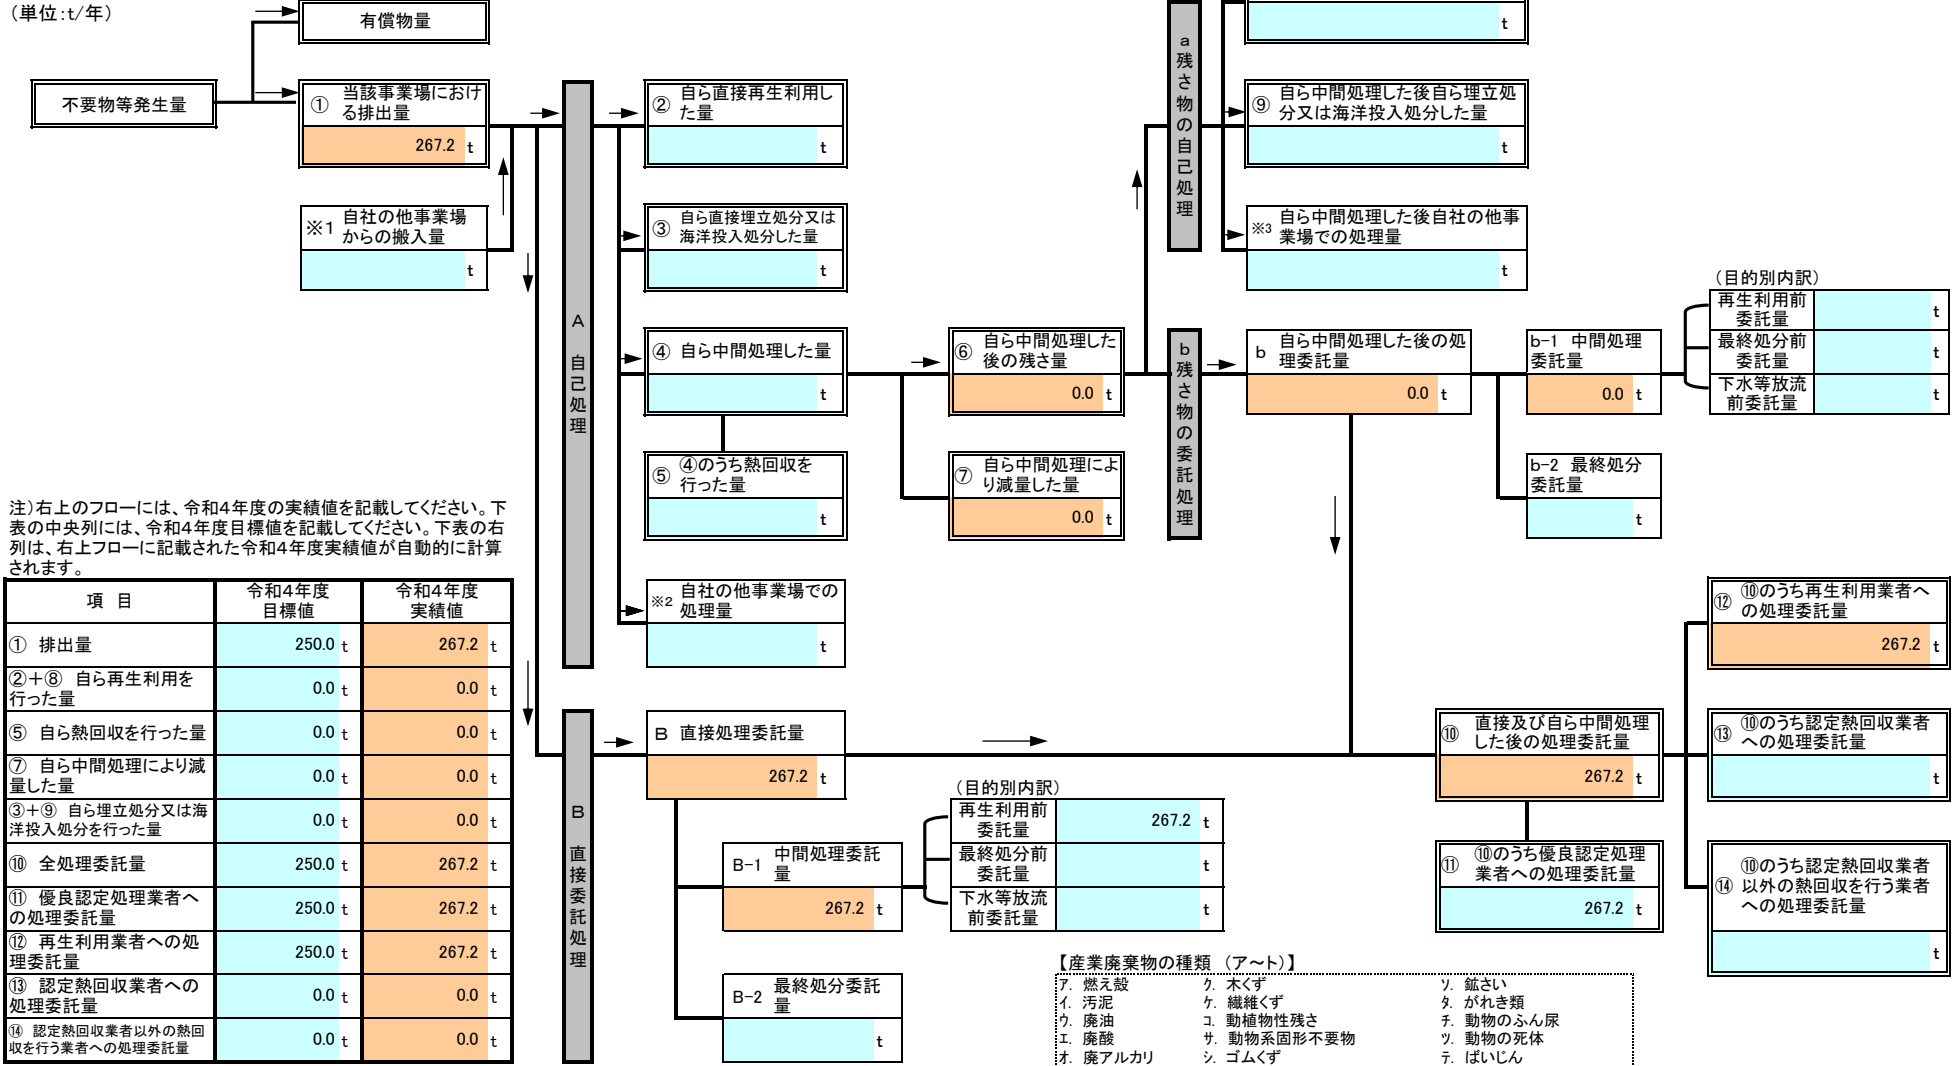 (単位:t/年)
有償物量
t
不要物等発生量
① 当該事業場におけ
る排出量
267.2 t
※1 自社の他事業場
からの搬入量
t
A 自己処理
② 自ら直接再生利用し
た量
t
③ 自ら直接埋立処分又は
海洋投入処分した量
t
④ 自ら中間処理した量
t
⑤ ④のうち熱回収を
行った量
t
※2 自社の他事業場での
処理量
t
⑥ 自ら中間処理した
後の残さ量
0.0 t
⑦ 自ら中間処理によ
り減量した量
0.0 t
a 残さ物の自己処理
⑨ 自ら中間処理した後自ら埋立処
分又は海洋投入処分した量
t
※3 自ら中間処理した後自社の他事
業場での処理量
t
b 残さ物の委託処理
b 自ら中間処理した後の処
理委託量
0.0 t
b-1 中間処理
委託量
0.0 t
b-2 最終処分
委託量
t
(目的別内訳)
再生利用前
委託量
t
最終処分前
委託量
t
下水等放流
前委託量
t
注)右上のフローには、令和4年度の実績値を記載してください。下
表の中央列には、令和4年度目標値を記載してください。下表の右
列は、右上フローに記載された令和4年度実績値が自動的に計算
されます。
項 目 令和4年度 目標値 令和4年度 実績値
① 排出量 250.0 t 267.2 t
②+⑧ 自ら再生利用を
行った量 0.0 t 0.0 t
⑤ 自ら熱回収を行った量 0.0 t 0.0 t
⑦ 自ら中間処理により減
量した量 0.0 t 0.0 t
③+⑨ 自ら埋立処分又は海
洋投入処分を行った量 0.0 t 0.0 t
⑩ 全処理委託量 250.0 t 267.2 t
⑪ 優良認定処理業者へ
の処理委託量 250.0 t 267.2 t
⑫ 再生利用業者への処
理委託量 250.0 t 267.2 t
⑬ 認定熱回収業者への
処理委託量 0.0 t 0.0 t
⑭ 認定熱回収業者以外の熱回
収を行う業者への処理委託量 0.0 t 0.0 t
B 直接委託処理
B 直接処理委託量
267.2 t
B-1 中間処理委託
量
267.2 t
B-2 最終処分委託
量
t
(目的別内訳)
再生利用前
委託量
267.2 t
最終処分前
委託量
t
下水等放流
前委託量
t
⑩ 直接及び自ら中間処理
した後の処理委託量
267.2 t
⑪ ⑩のうち優良認定処理
業者への処理委託量
267.2 t
⑫ ⑩のうち再生利用業者へ
の処理委託量
267.2 t
⑬ ⑩のうち認定熱回収業者
への処理委託量
t
⑭ ⑩のうち認定熱回収業者
以外の熱回収を行う業者
への処理委託量
t
【産業廃棄物の種類 (ア～ト)】
ア. 燃え殻 ク. 木くず ソ. 鉱さい
イ. 汚泥 ケ. 繊維くず タ. がれき類
ウ. 廃油 コ. 動植物性残さ チ. 動物のふん尿
エ. 廃酸 サ. 動物系固形不要物 ツ. 動物の死体
オ. 廃アルカリ シ. ゴムくず テ. ばいじん